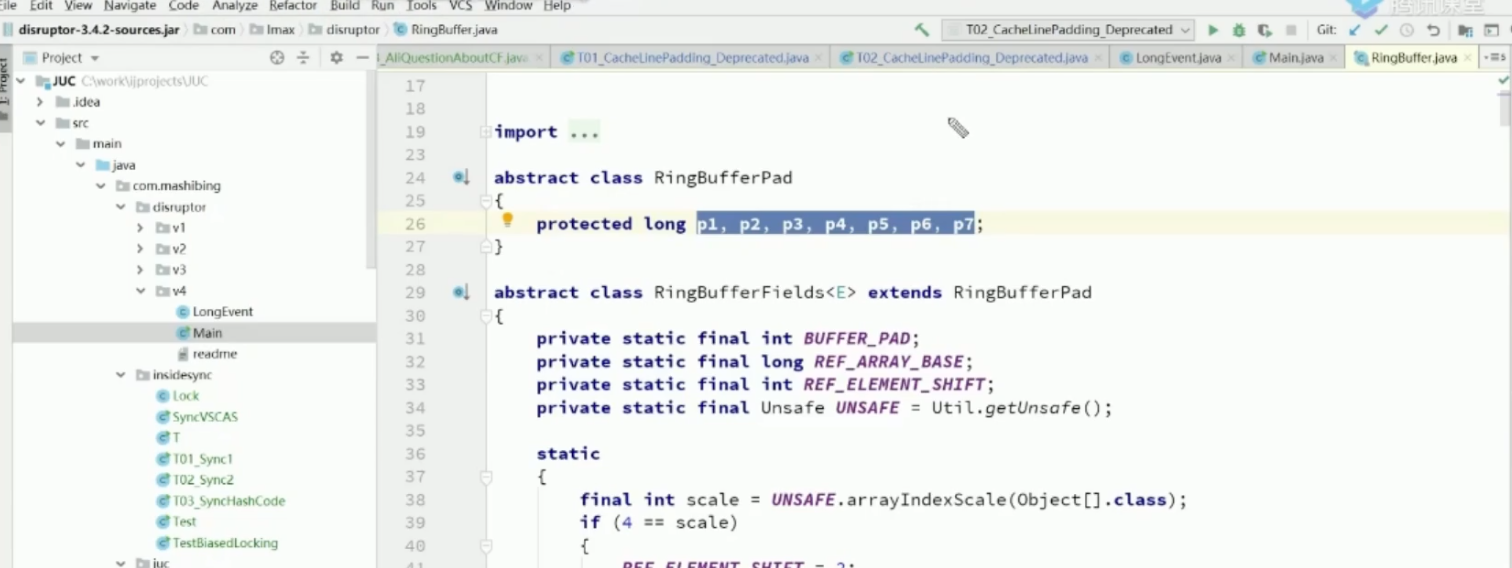 File Edit View Navigate Code Analyze Refactor Build Run Tools VCS Window Help
腾讯课堂
disruptor-3.4.2-sources.jar com lmax disruptor RingBuffer.java T02_CacheLinePadding_Deprecated Git:
Project AllQuestionAboutCF.java T01_CacheLinePadding_Deprecated.java T02_CacheLinePadding_Deprecated.java LongEvent.java Main.java RingBuffer.java
1: Project
JUC C:\work\ijprojects\JUC
.idea
src
main
java
com.mashibing
disruptor
v1
v2
v3
v4
LongEvent
Main
readme
insidesync
Lock
SyncVSCAS
T
T01_Sync1
T02_Sync2
T03_SyncHashCode
Test
TestBiasedLocking
juc
17
18
19 import ...
23
24 abstract class RingBufferPad
25 {
26 protected long p1, p2, p3, p4, p5, p6, p7;
27 }
28
29 abstract class RingBufferFields<E> extends RingBufferPad
30 {
31 private static final int BUFFER_PAD;
32 private static final long REF_ARRAY_BASE;
33 private static final int REF_ELEMENT_SHIFT;
34 private static final Unsafe UNSAFE = Util.getUnsafe();
35
36 static
37 {
38 final int scale = UNSAFE.arrayIndexScale(Object[].class);
39 if (4 == scale)
40 {
41 REF_ELEMENT_SHIFT = 2;